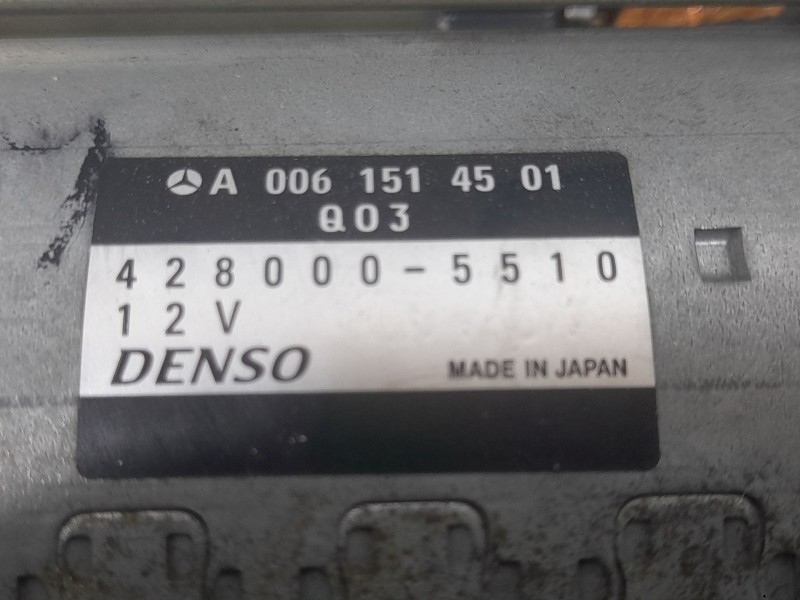 A 006 151 45 01
Q03
428000-5510
12V
DENSO
MADE IN JAPAN